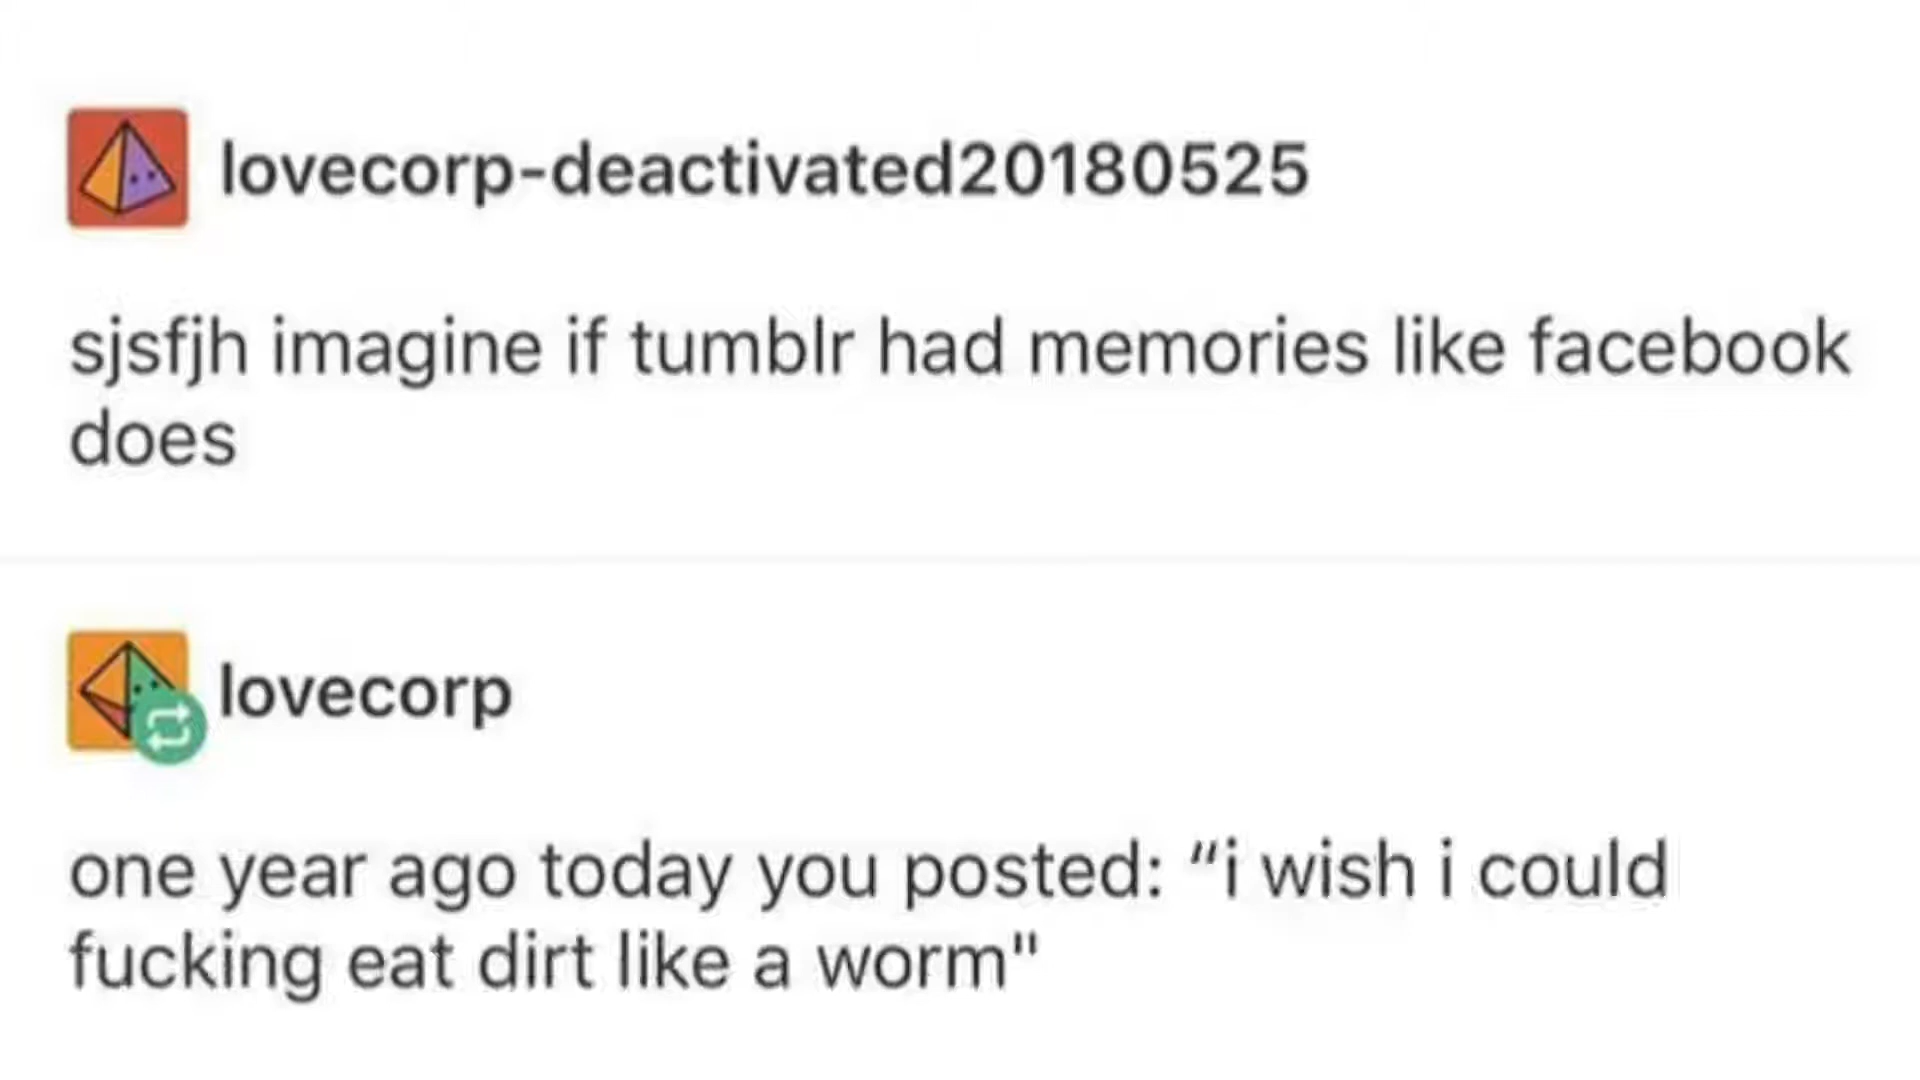 lovecorp-deactivated20180525
sjsfjh imagine if tumblr had memories like facebook
does
lovecorp
one year ago today you posted: “i wish i could
fucking eat dirt like a worm"